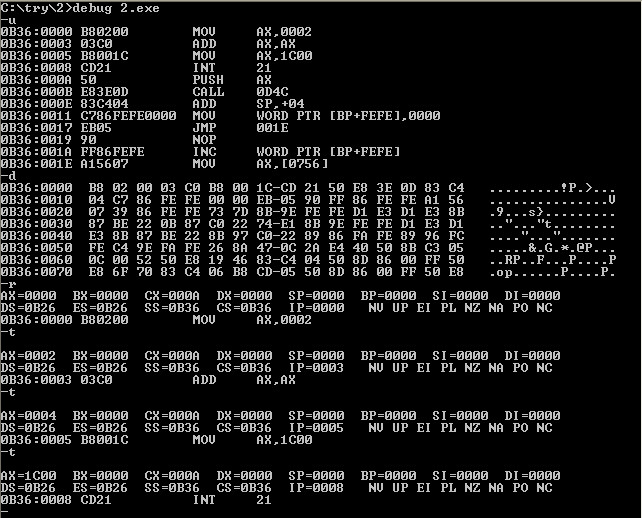 C:\try\2>debug 2.exe
-u
0B36:0000 B80200 MOV AX,0002
0B36:0003 03C0 ADD AX,AX
0B36:0005 B8001C MOV AX,1C00
0B36:0008 CD21 INT 21
0B36:000A 50 PUSH AX
0B36:000B E83E0D CALL 0D4C
0B36:000E 83C404 ADD SP,+04
0B36:0011 C786FEFE0000 MOV WORD PTR [BP+FEFE],0000
0B36:0017 EB05 JMP 001E
0B36:0019 90 NOP
0B36:001A FF86FEFE INC WORD PTR [BP+FEFE]
0B36:001E A15607 MOV AX,[0756]
-d
0B36:0000 B8 02 00 03 C0 B8 00 1C-CD 21 50 E8 3E 0D 83 C4 .........!P.>...
0B36:0010 04 C7 86 FE FE 00 00 EB-05 90 FF 86 FE FE A1 56 ...............V
0B36:0020 07 39 86 FE FE 73 7D 8B-9E FE FE D1 E3 D1 E3 8B .9...s}.........
0B36:0030 87 BE 22 0B 87 C0 22 74-E1 8B 9E FE FE D1 E3 D1 .."..."t........
0B36:0040 E3 8B 87 BE 22 8B 97 C0-22 89 86 FA FE 89 96 FC ...."...".......
0B36:0050 FE C4 9E FA FE 26 8A 47-0C 2A E4 40 50 8B C3 05 .....&.G.*.@P...
0B36:0060 0C 00 52 50 E8 19 46 83-C4 04 50 8D 86 00 FF 50 ..RP..F...P....P
0B36:0070 E8 6F 70 83 C4 06 B8 CD-05 50 8D 86 00 FF 50 E8 .op......P....P.
-r
AX=0000 BX=0000 CX=000A DX=0000 SP=0000 BP=0000 SI=0000 DI=0000
DS=0B26 ES=0B26 SS=0B36 CS=0B36 IP=0000 NV UP EI PL NZ NA PO NC
0B36:0000 B80200 MOV AX,0002
-t
AX=0002 BX=0000 CX=000A DX=0000 SP=0000 BP=0000 SI=0000 DI=0000
DS=0B26 ES=0B26 SS=0B36 CS=0B36 IP=0003 NV UP EI PL NZ NA PO NC
0B36:0003 03C0 ADD AX,AX
-t
AX=0004 BX=0000 CX=000A DX=0000 SP=0000 BP=0000 SI=0000 DI=0000
DS=0B26 ES=0B26 SS=0B36 CS=0B36 IP=0005 NV UP EI PL NZ NA PO NC
0B36:0005 B8001C MOV AX,1C00
-t
AX=1C00 BX=0000 CX=000A DX=0000 SP=0000 BP=0000 SI=0000 DI=0000
DS=0B26 ES=0B26 SS=0B36 CS=0B36 IP=0008 NV UP EI PL NZ NA PO NC
0B36:0008 CD21 INT 21
-